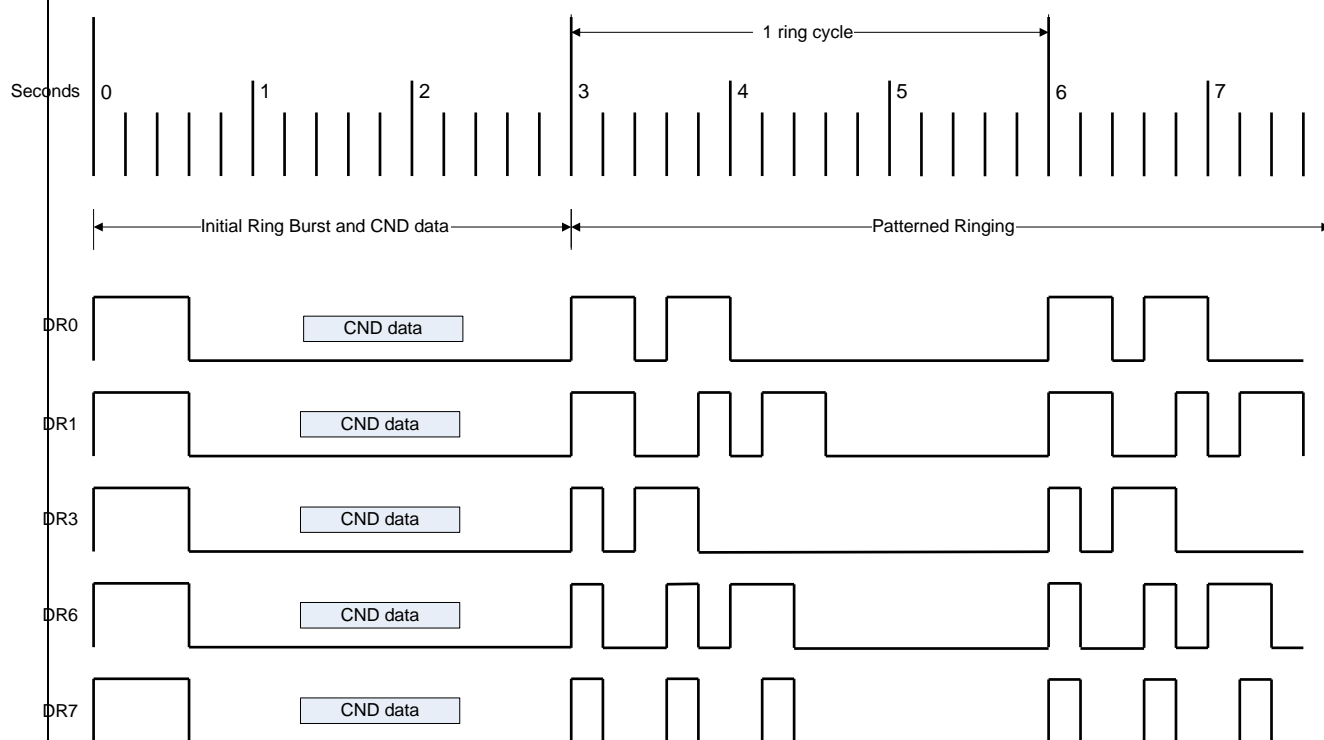 1 ring cycle
Seconds 0 1 2 3 4 5 6 7
Initial Ring Burst and CND data Patterned Ringing
DR0 CND data
DR1 CND data
DR3 CND data
DR6 CND data
DR7 CND data